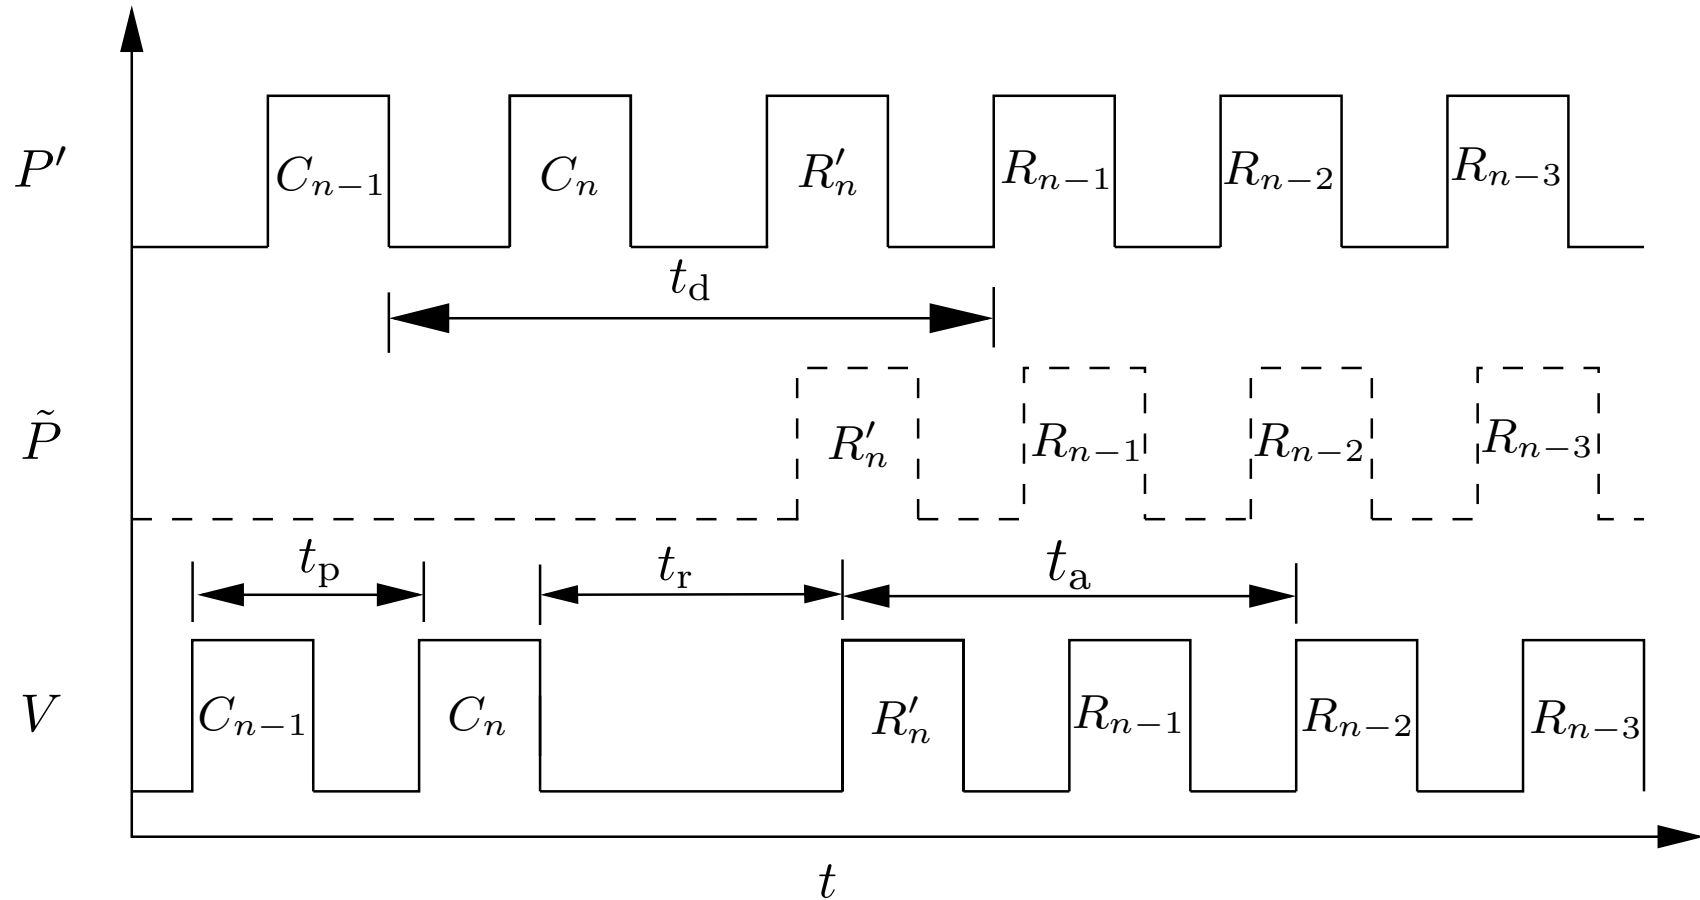 P′ C_{n−1} C_n R′_n R_{n−1} R_{n−2} R_{n−3}
t_d
P̃ R′_n R_{n−1} R_{n−2} R_{n−3}
t_p t_r t_a
V C_{n−1} C_n R′_n R_{n−1} R_{n−2} R_{n−3}
t